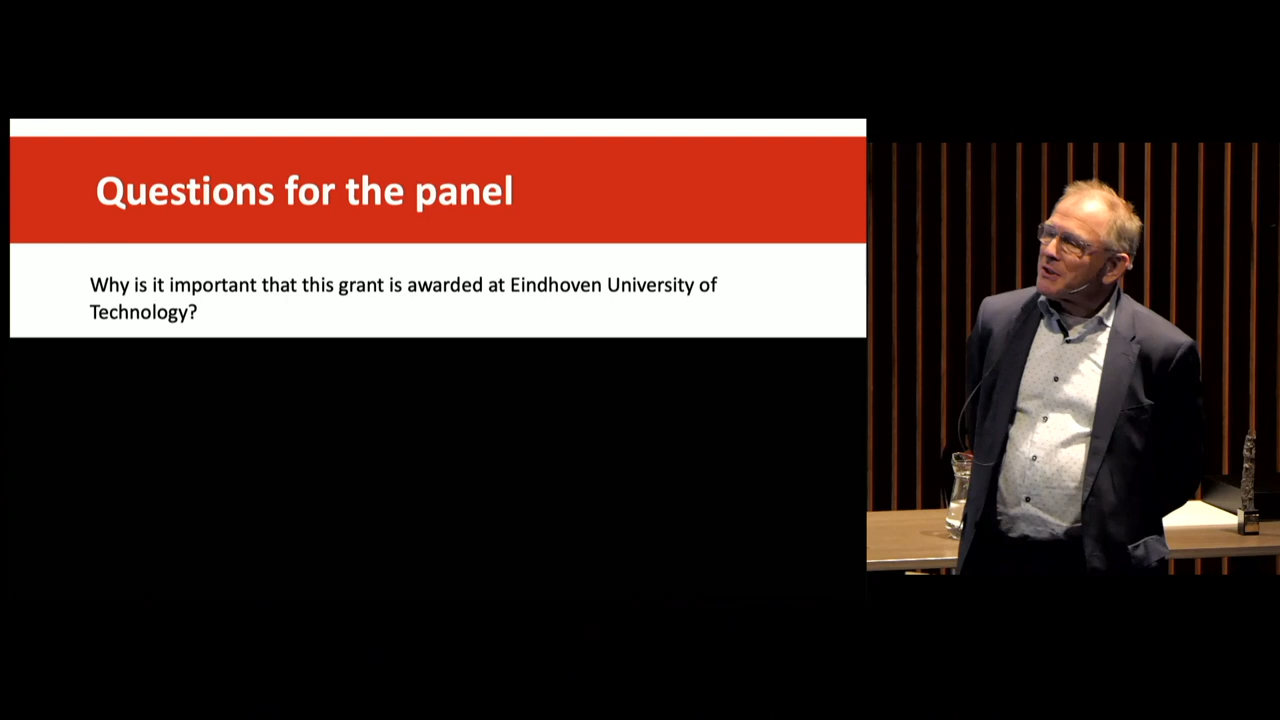 Questions for the panel
Why is it important that this grant is awarded at Eindhoven University of
Technology?